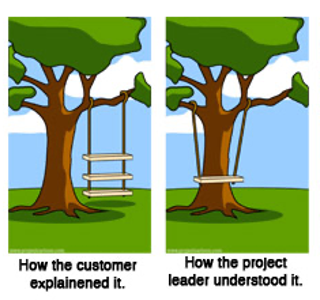 How the customer
explainened it.
How the project
leader understood it.